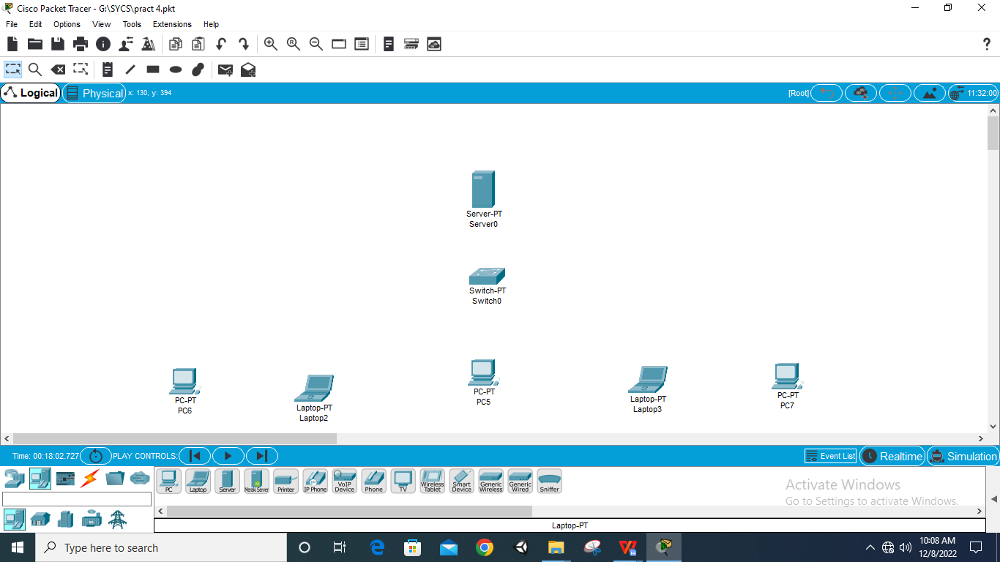 Cisco Packet Tracer - G:\SYCS\pract 4.pkt
File Edit Options View Tools Extensions Help
Logical Physical x: 130, y: 394 [Root] 11:32:00
Server-PT
Server0
Switch-PT
Switch0
PC-PT
PC6
Laptop-PT
Laptop2
PC-PT
PC5
Laptop-PT
Laptop3
PC-PT
PC7
Time: 00:18:02.727 PLAY CONTROLS: Event List Realtime Simulation
PC Laptop Server Meraki Server Printer IP Phone VoIP Device Phone TV Wireless Tablet Smart Device Generic Wireless Generic Wired Sniffer
Activate Windows
Go to Settings to activate Windows.
Laptop-PT
Type here to search
10:08 AM
12/8/2022